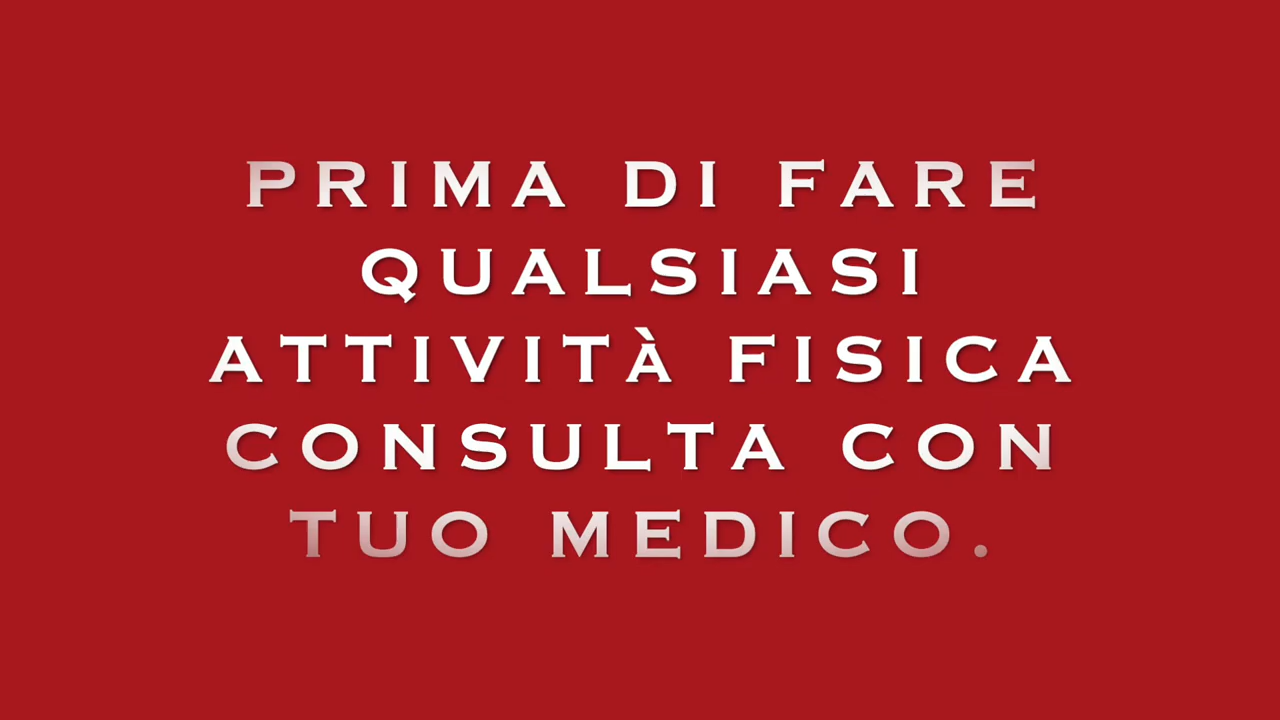 PRIMA DI FARE
QUALSIASI
ATTIVITÀ FISICA
CONSULTA CON
TUO MEDICO.